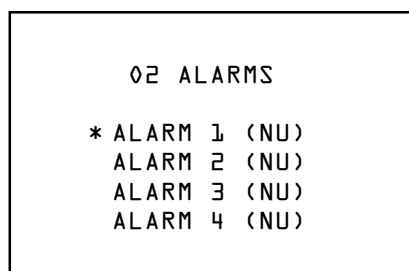 02 ALARMS
* ALARM 1 (NU)
ALARM 2 (NU)
ALARM 3 (NU)
ALARM 4 (NU)